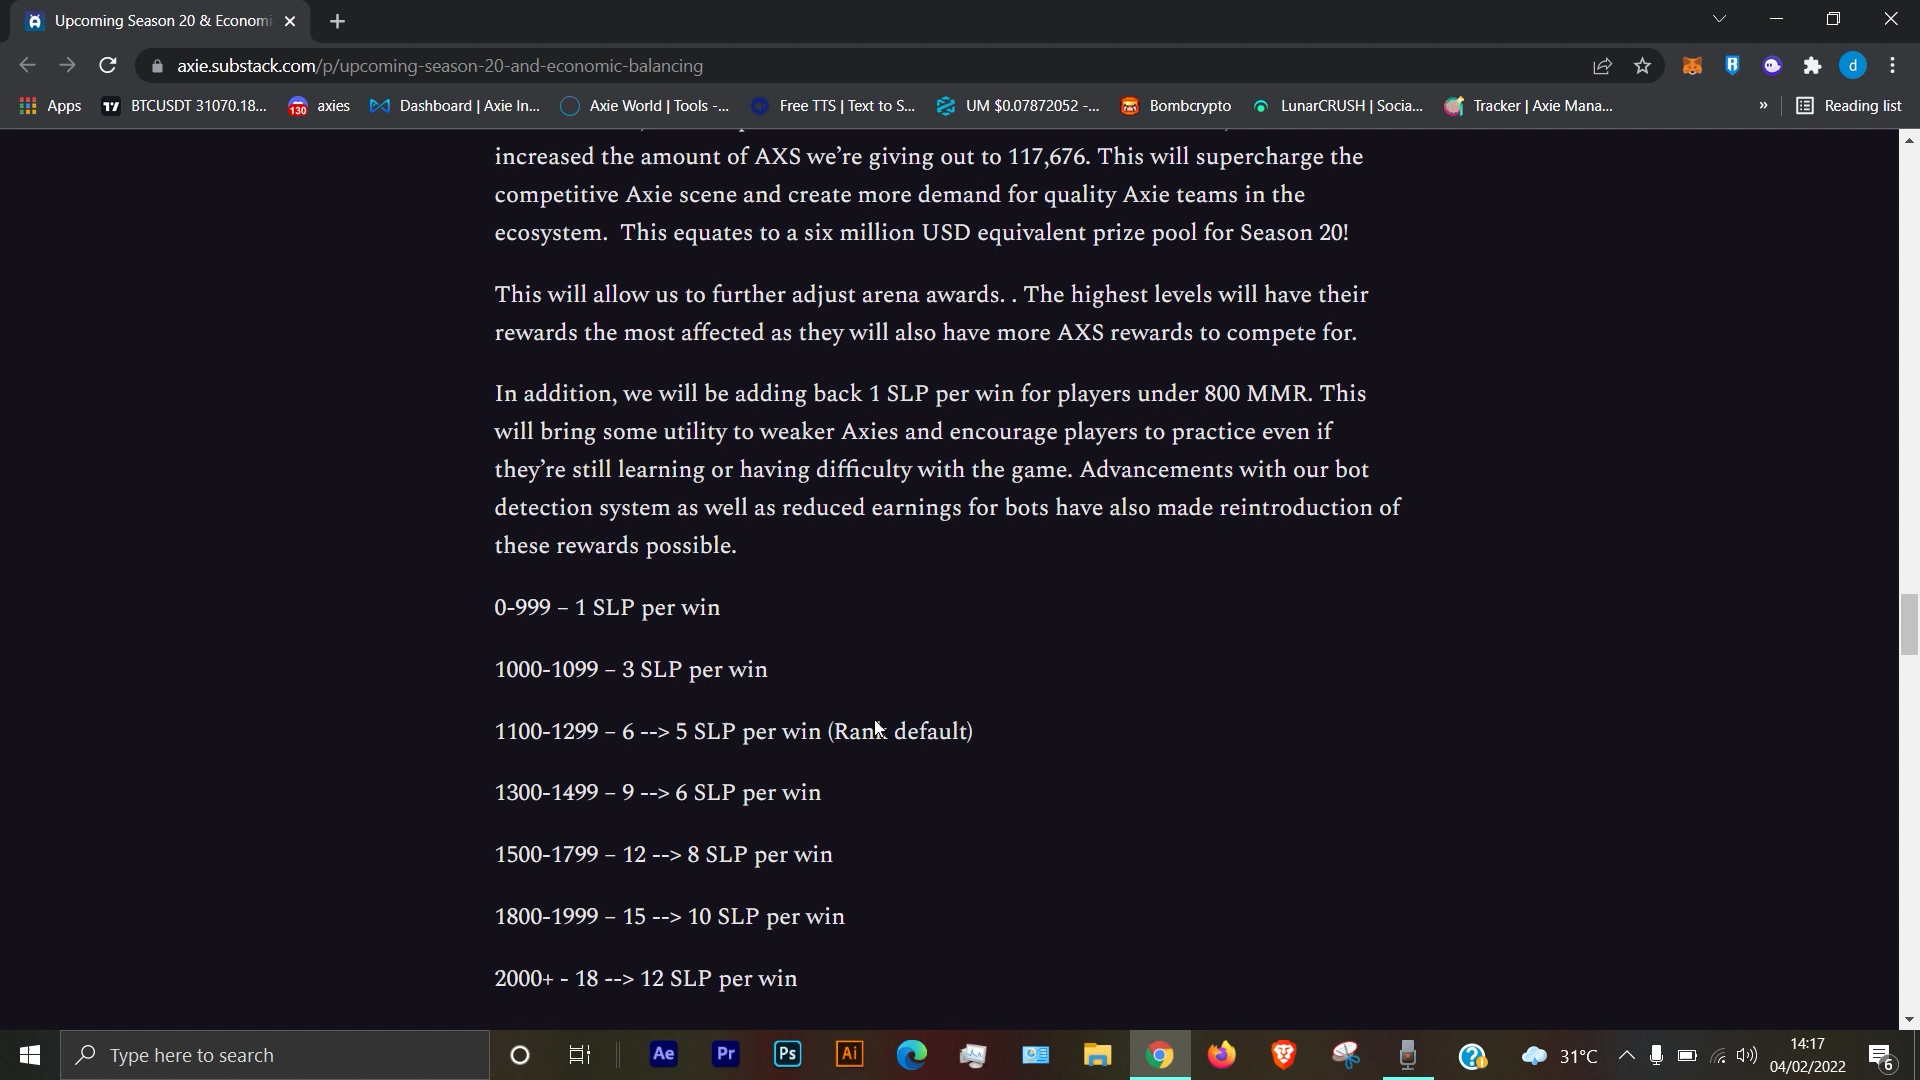 Upcoming Season 20 & Economi
axie.substack.com/p/upcoming-season-20-and-economic-balancing
d
Apps
BTCUSDT 31070.18...
130
axies
Dashboard | Axie In...
Axie World | Tools -...
Free TTS | Text to S...
UM $0.07872052 -...
Bombcrypto
LunarCRUSH | Socia...
Tracker | Axie Mana...
»
Reading list
increased the amount of AXS we’re giving out to 117,676. This will supercharge the
competitive Axie scene and create more demand for quality Axie teams in the
ecosystem.  This equates to a six million USD equivalent prize pool for Season 20!
This will allow us to further adjust arena awards. . The highest levels will have their
rewards the most affected as they will also have more AXS rewards to compete for.
In addition, we will be adding back 1 SLP per win for players under 800 MMR. This
will bring some utility to weaker Axies and encourage players to practice even if
they’re still learning or having difficulty with the game. Advancements with our bot
detection system as well as reduced earnings for bots have also made reintroduction of
these rewards possible.
0-999 – 1 SLP per win
1000-1099 – 3 SLP per win
1100-1299 – 6 --> 5 SLP per win (Rank default)
1300-1499 – 9 --> 6 SLP per win
1500-1799 – 12 --> 8 SLP per win
1800-1999 – 15 --> 10 SLP per win
2000+ - 18 --> 12 SLP per win
Type here to search
Ae
Pr
Ps
Ai
31°C
14:17
04/02/2022
6